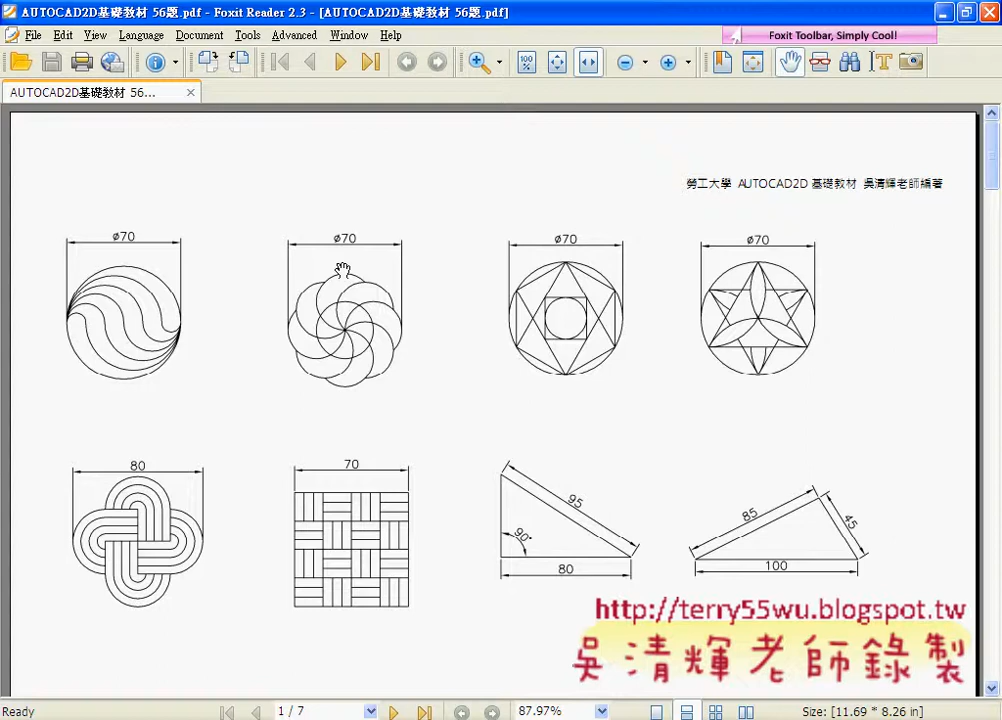 AUTOCAD2D基礎教材 56題.pdf - Foxit Reader 2.3 - [AUTOCAD2D基礎教材 56題.pdf]
File Edit View Language Document Tools Advanced Window Help
Foxit Toolbar, Simply Cool!
AUTOCAD2D基礎教材 56...
勞工大學 AUTOCAD2D 基礎教材 吳清輝老師編著
ø70 ø70 ø70 ø70
80 70 95 90° 80 85 45 100
http://terry55wu.blogspot.tw
吳清輝老師錄製
Ready 1 / 7 87.97% Size: [11.69 * 8.26 in]